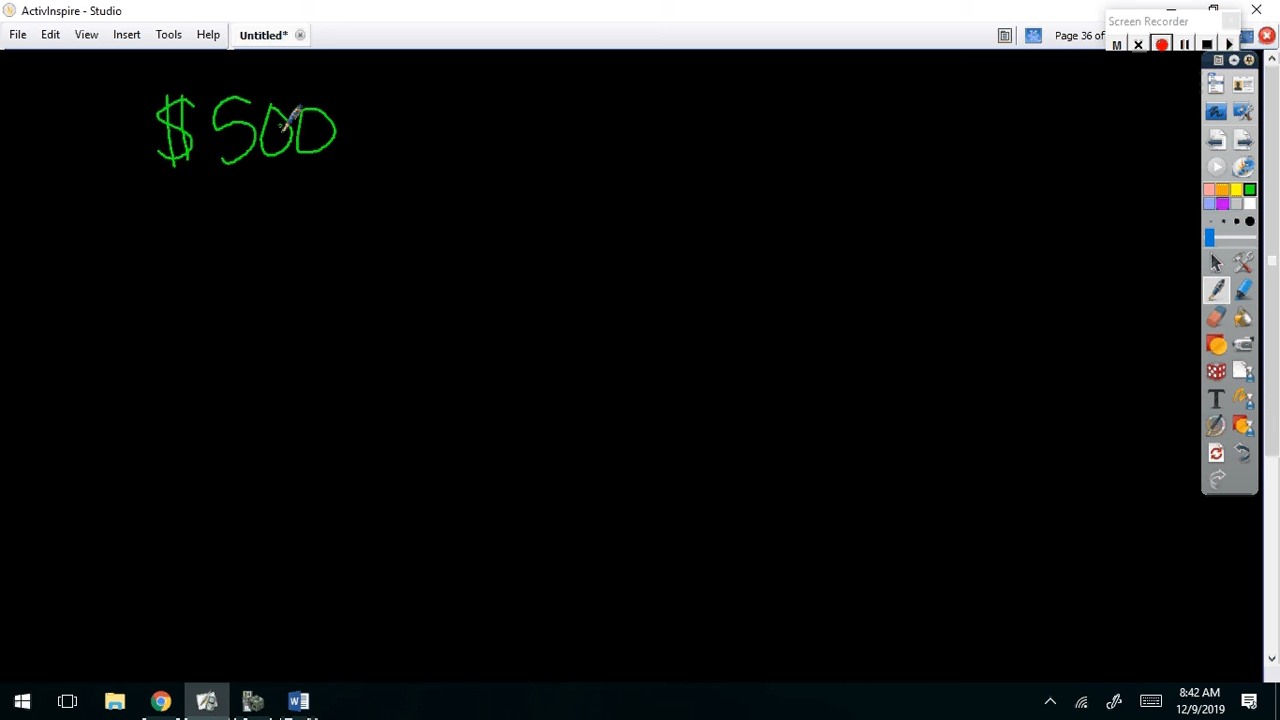 ActivInspire - Studio
Screen Recorder
File Edit View Insert Tools Help Untitled* Page 36 of
M
$ 500
T
8:42 AM
12/9/2019